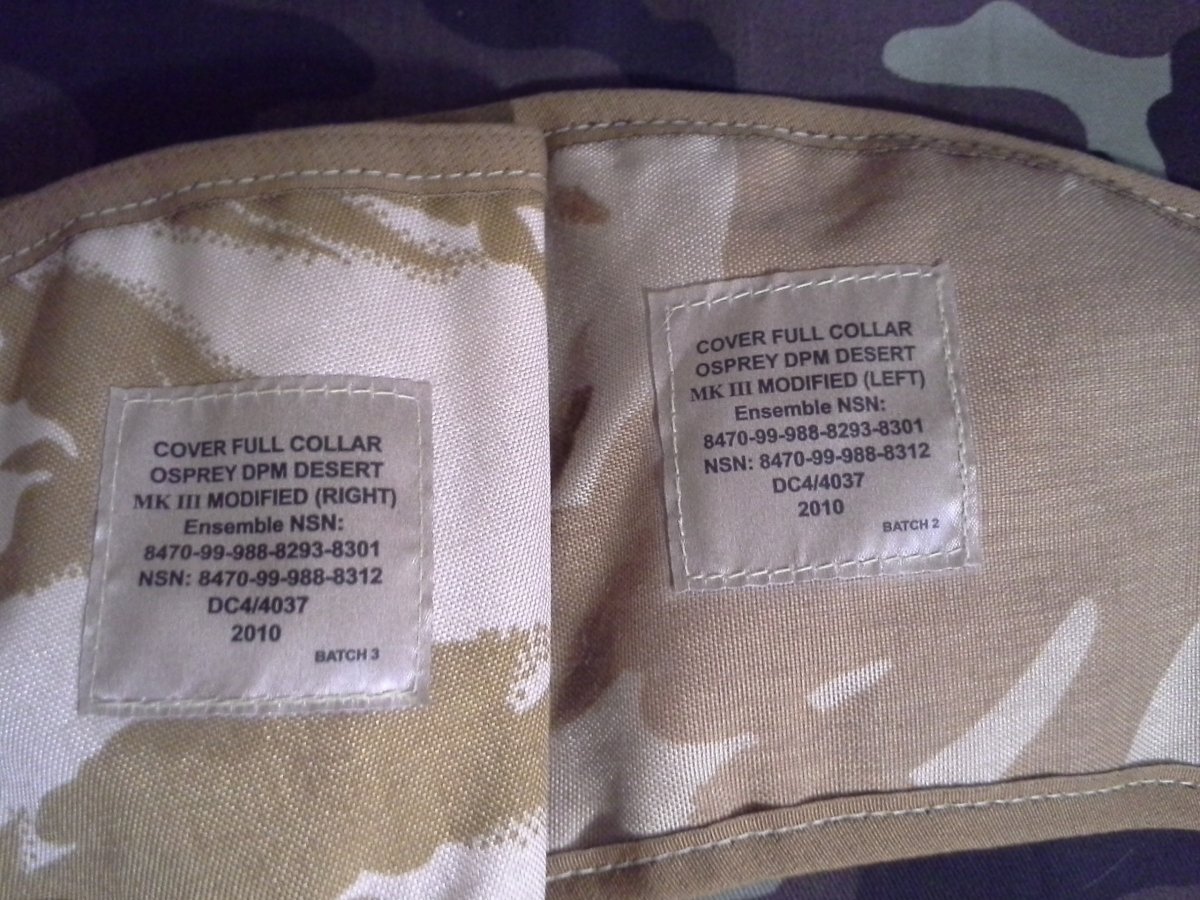 COVER FULL COLLAR
OSPREY DPM DESERT
MK III MODIFIED (RIGHT)
Ensemble NSN:
8470-99-988-8293-8301
NSN: 8470-99-988-8312
DC4/4037
2010
BATCH 3
COVER FULL COLLAR
OSPREY DPM DESERT
MK III MODIFIED (LEFT)
Ensemble NSN:
8470-99-988-8293-8301
NSN: 8470-99-988-8312
DC4/4037
2010
BATCH 2